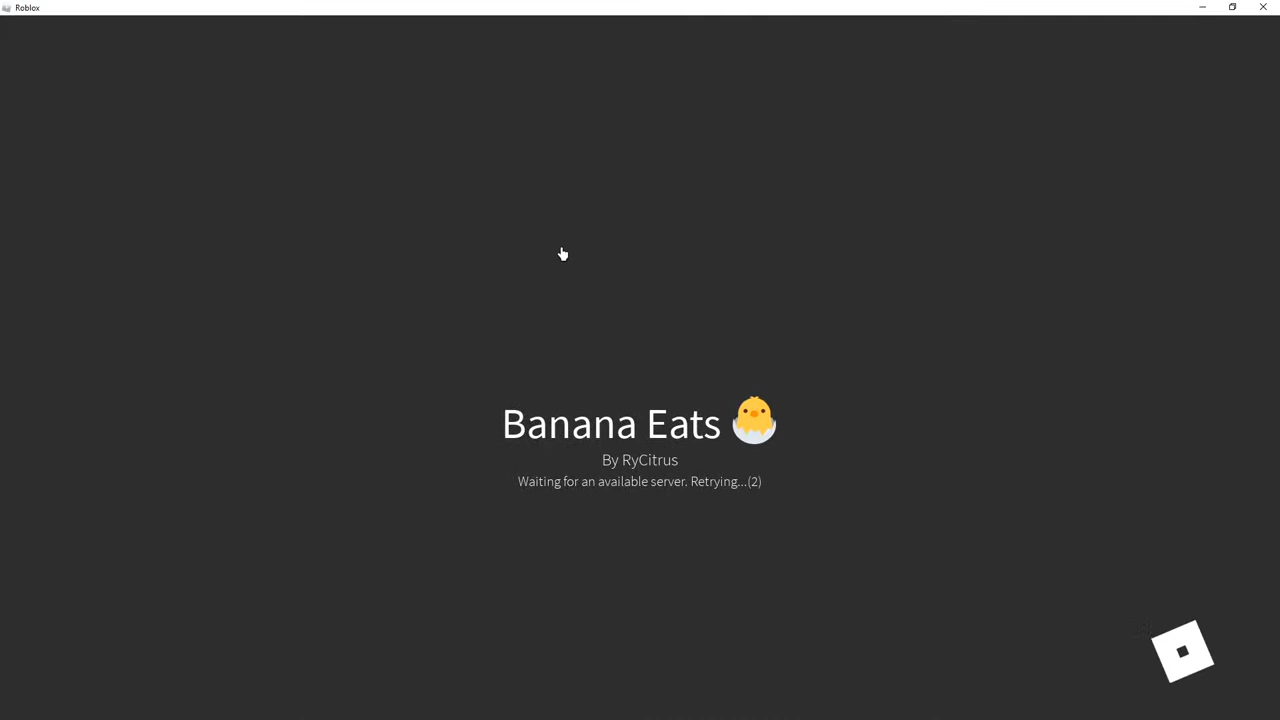 Roblox
Banana Eats 🐣
By RyCitrus
Waiting for an available server. Retrying...(2)